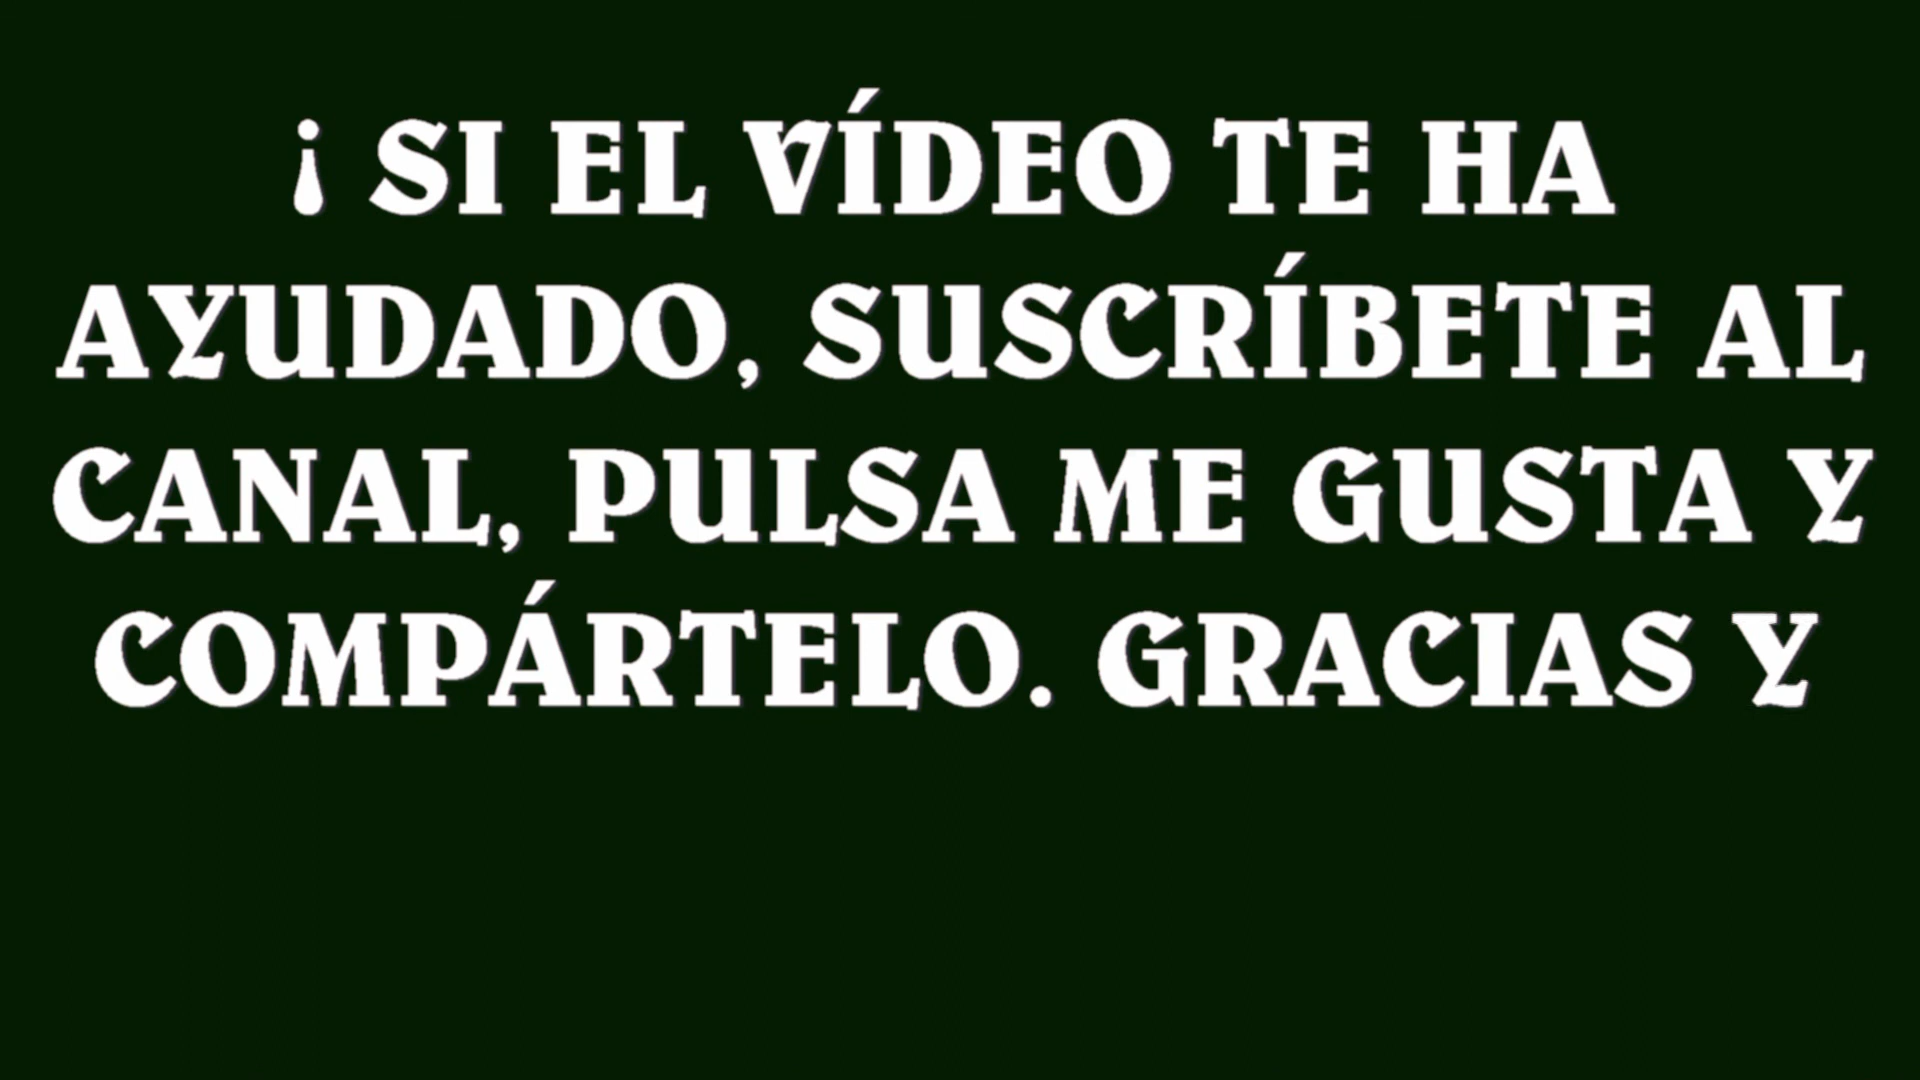 ¡ SI EL VÍDEO TE HA
AYUDADO, SUSCRÍBETE AL
CANAL, PULSA ME GUSTA Y
COMPÁRTELO. GRACIAS Y